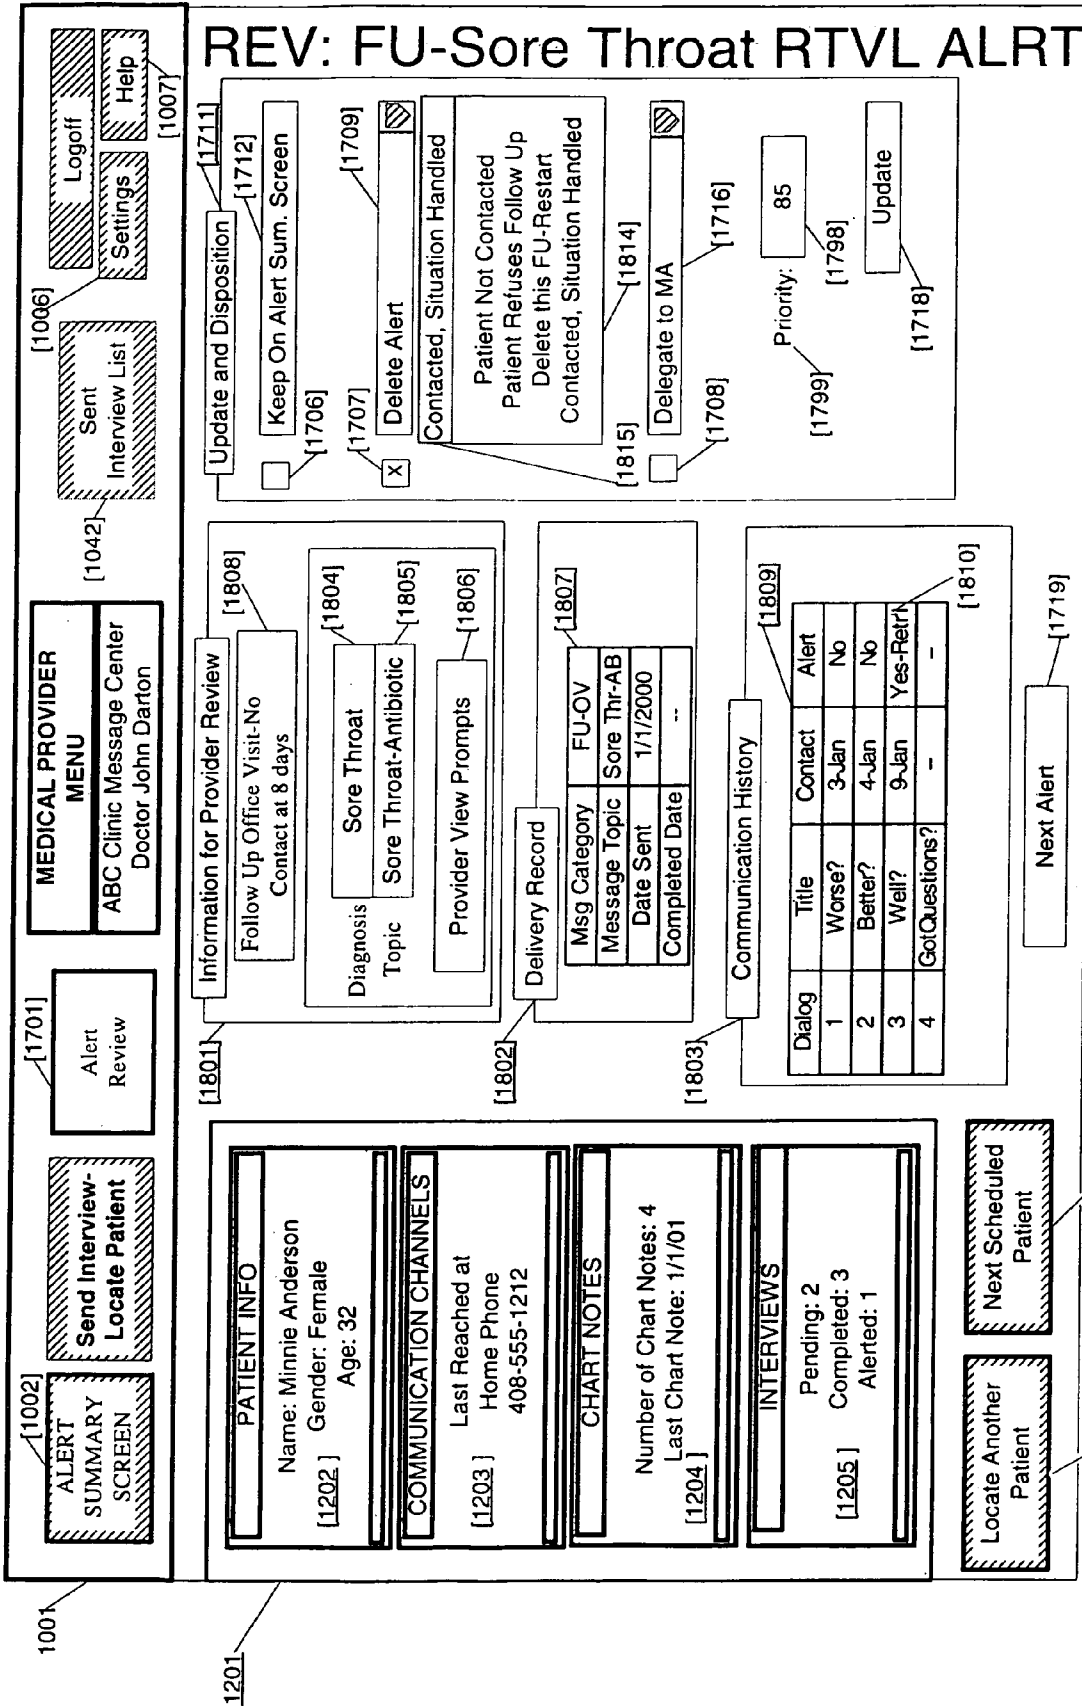 REV: FU-Sore Throat RTVL ALRT
1001
[1002]
ALERT
SUMMARY
SCREEN
Send Interview-
Locate Patient
[1701]
Alert
Review
MEDICAL PROVIDER
MENU
ABC Clinic Message Center
Doctor John Darton
[1042]
Sent
Interview List
[1006]
Logoff
Settings
Help
[1007]
1201
PATIENT INFO
Name: Minnie Anderson
Gender: Female
Age: 32
[1202 ]
COMMUNICATION CHANNELS
Last Reached at
Home Phone
408-555-1212
[1203 ]
CHART NOTES
Number of Chart Notes: 4
Last Chart Note: 1/1/01
[1204 ]
INTERVIEWS
Pending: 2
Completed: 3
Alerted: 1
[1205 ]
Locate Another
Patient
Next Scheduled
Patient
[1801]
Information for Provider Review
[1808]
Follow Up Office Visit-No
Contact at 8 days
Diagnosis Sore Throat
[1804]
Topic Sore Throat-Antibiotic
[1805]
Provider View Prompts
[1806]
[1802]
Delivery Record
Msg Category FU-OV
[1807]
Message Topic Sore Thr-AB
Date Sent 1/1/2000
Completed Date --
[1803]
Communication History
[1809]
Dialog Title Contact Alert
1 Worse? 3-Jan No
2 Better? 4-Jan No
3 Well? 9-Jan Yes-RetrN
4 GotQuestions? -- --
[1810]
Next Alert
[1719]
Update and Disposition
[1711]
[1712]
Keep On Alert Sum. Screen
[1706]
[1707]
X
Delete Alert
[1709]
Contacted, Situation Handled
Patient Not Contacted
Patient Refuses Follow Up
Delete this FU-Restart
Contacted, Situation Handled
[1814]
[1815]
Delegate to MA
[1708]
[1716]
Priority: 85
[1799]
[1798]
Update
[1718]